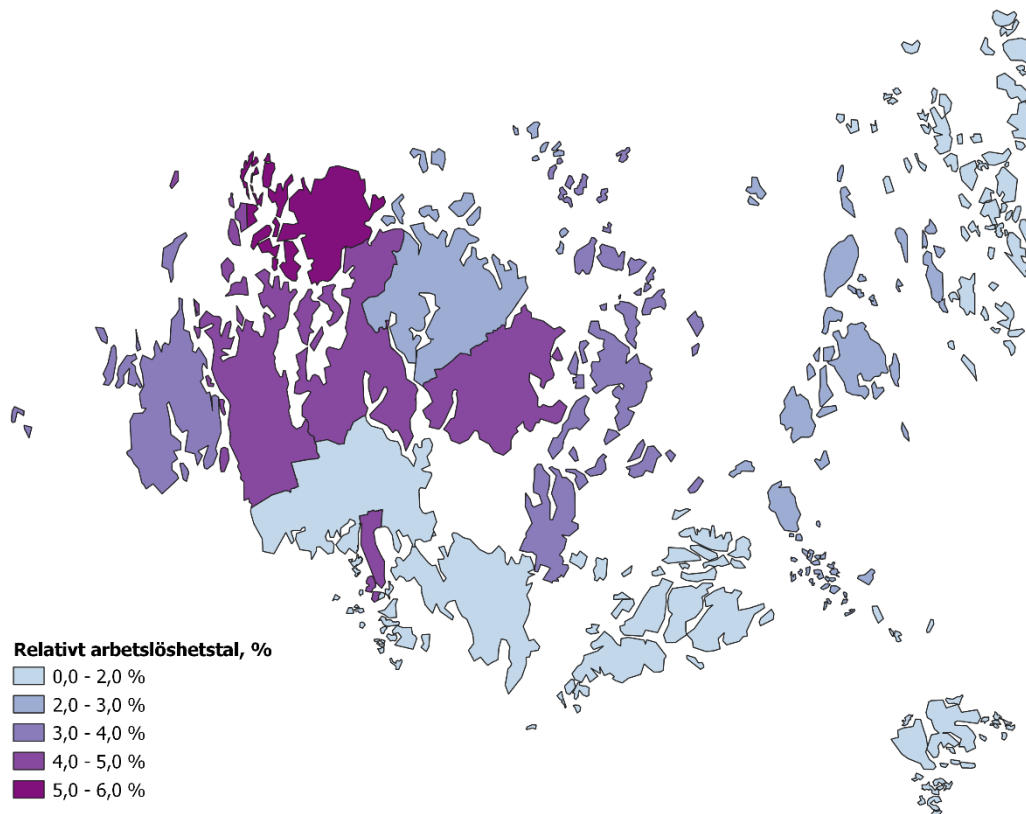 Relativt arbetslöshetstal, %
0,0 - 2,0 %
2,0 - 3,0 %
3,0 - 4,0 %
4,0 - 5,0 %
5,0 - 6,0 %